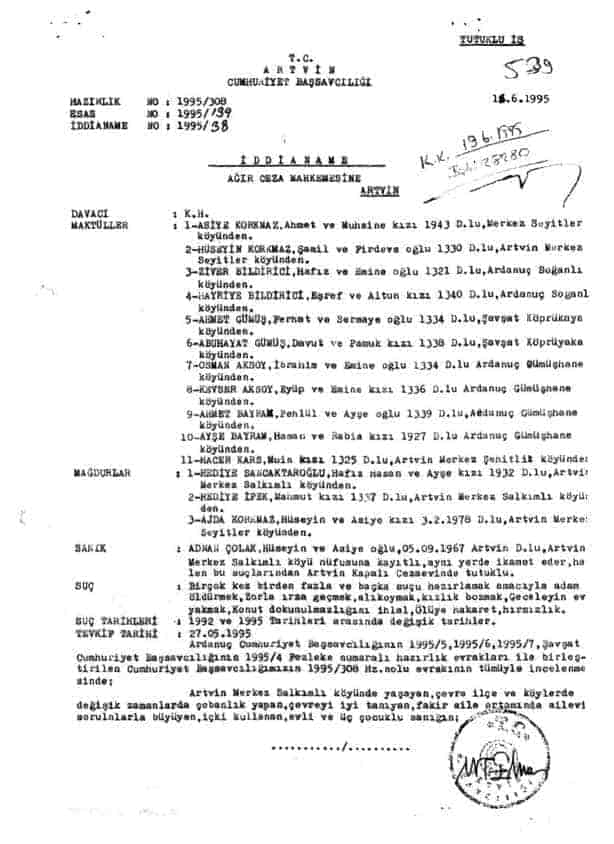 TUTUKLU İŞ
539
T.C.
A R T V İ N
CUMHURİYET BAŞSAVCILIĞI
HAZIRLIK NO : 1995/308
ESAS NO : 1995/139
İDDİANAME NO : 1995/38
.6.1995
K.K. 19.6.1995
İ D D İ A N A M E
AĞIR CEZA MAHKEMESİNE
ARTVİN
DAVACI : K.H.
MAKTÜLLER : 1-ASİYE KORKMAZ,Ahmet ve Muhsine kızı 1943 D.lu,Merkez Seyitler
köyünden.
2-HÜSEYİN KORKMAZ,Şamil ve Firdevs oğlu 1330 D.lu,Artvin Merkez
Seyitler köyünden.
3-ZİVER BİLDİRİCİ,Hafız ve Emine oğlu 1321 D.lu,Ardanuç Soğanlı
köyünden.
4-HAYRİYE BİLDİRİCİ,Eşref ve Altun kızı 1340 D.lu,Ardanuç Soğanl
köyünden.
5-AHMET GÜMÜŞ,Ferhat ve Sermaye oğlu 1334 D.lu,Şavşat Köprükaya
köyünden.
6-ABUHAYAT GÜMÜŞ,Davut ve Pamuk kızı 1338 D.lu,Şavşat Köprüyaka
köyünden.
7-OSMAN AKSOY,İbrahim ve Emine oğlu 1334 D.lu Ardanuç Gümüşhane
köyünden.
8-KEVSER AKSOY,Eyüp ve Emine kızı 1336 D.lu Ardanuç Gümüşhane
köyünden.
9-AHMET BAYRAM,Pehlül ve Ayşe oğlu 1339 D.lu,Ardanuç Gümüşhane
köyünden.
10-AYŞE BAYRAM,Hasan ve Rabia kızı 1927 D.lu Ardanuç Gümüşhane
köyünden.
11-HACER KARS,Muin kızı 1325 D.lu,Artvin Merkez Şehitlik köyünde
MAĞDURLAR : 1-HEDİYE SANCAKTAROĞLU,Hafız Hasan ve Ayşe kızı 1932 D.lu,Artvin
Merkez Salkımlı köyünden.
2-HEDİYE İPEK,Mahmut kızı 1337 D.lu,Artvin Merkez Salkımlı köyün
den.
3-AJDA KORKMAZ,Hüseyin ve Asiye kızı 3.2.1978 D.lu,Artvin Merke
Seyitler köyünden.
SANIK : ADNAN ÇOLAK,Hüseyin ve Asiye oğlu,05.09.1967 Artvin D.lu,Artvin
Merkez Salkımlı köyü nüfusuna kayıtlı,aynı yerde ikamet eder,ha
len bu suçlarından Artvin Kapalı Cezaevinde tutuklu.
SUÇ : Birçok kez birden fazla ve başka suçu hazırlamak amacıyla adam
öldürmek,Zorla ırza geçmek,alıkoymak,kızlık bozmak,Geceleyin ev
yakmak,Konut dokunulmazlığını ihlal,Ölüye hakaret,hırsızlık.
SUÇ TARİHLERİ : 1992 ve 1995 Tarihleri arasında değişik tarihler.
TEVKİF TARİHİ : 27.05.1995
Ardanuç Cumhuriyet Başsavcılığının 1995/5,1995/6,1995/7,Şavşat
Cumhuriyet Başsavcılığının 1995/4 Fezleke numaralı hazırlık evrakları ile birleş-
tirilen Cumhuriyet Başsavcılığımızın 1995/308 Hz.nolu evrakının tümüyle incelenme
sinde;
Artvin Merkez Salkımlı köyünde yaşayan,çevre ilçe ve köylerde
değişik zamanlarda çobanlık yapan,çevreyi iyi tanıyan,fakir aile ortamında ailevi
sorunlarla büyüyen,içki kullanan,evli ve üç çocuklu sanığın;
.........../..........